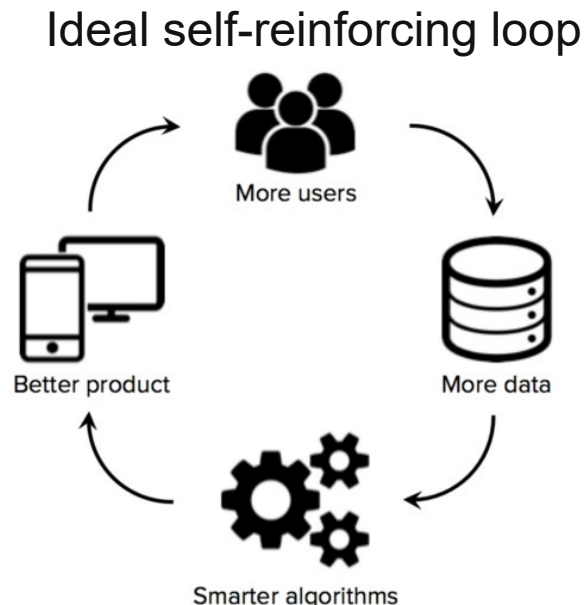 Ideal self-reinforcing loop
More users
Better product
More data
Smarter algorithms